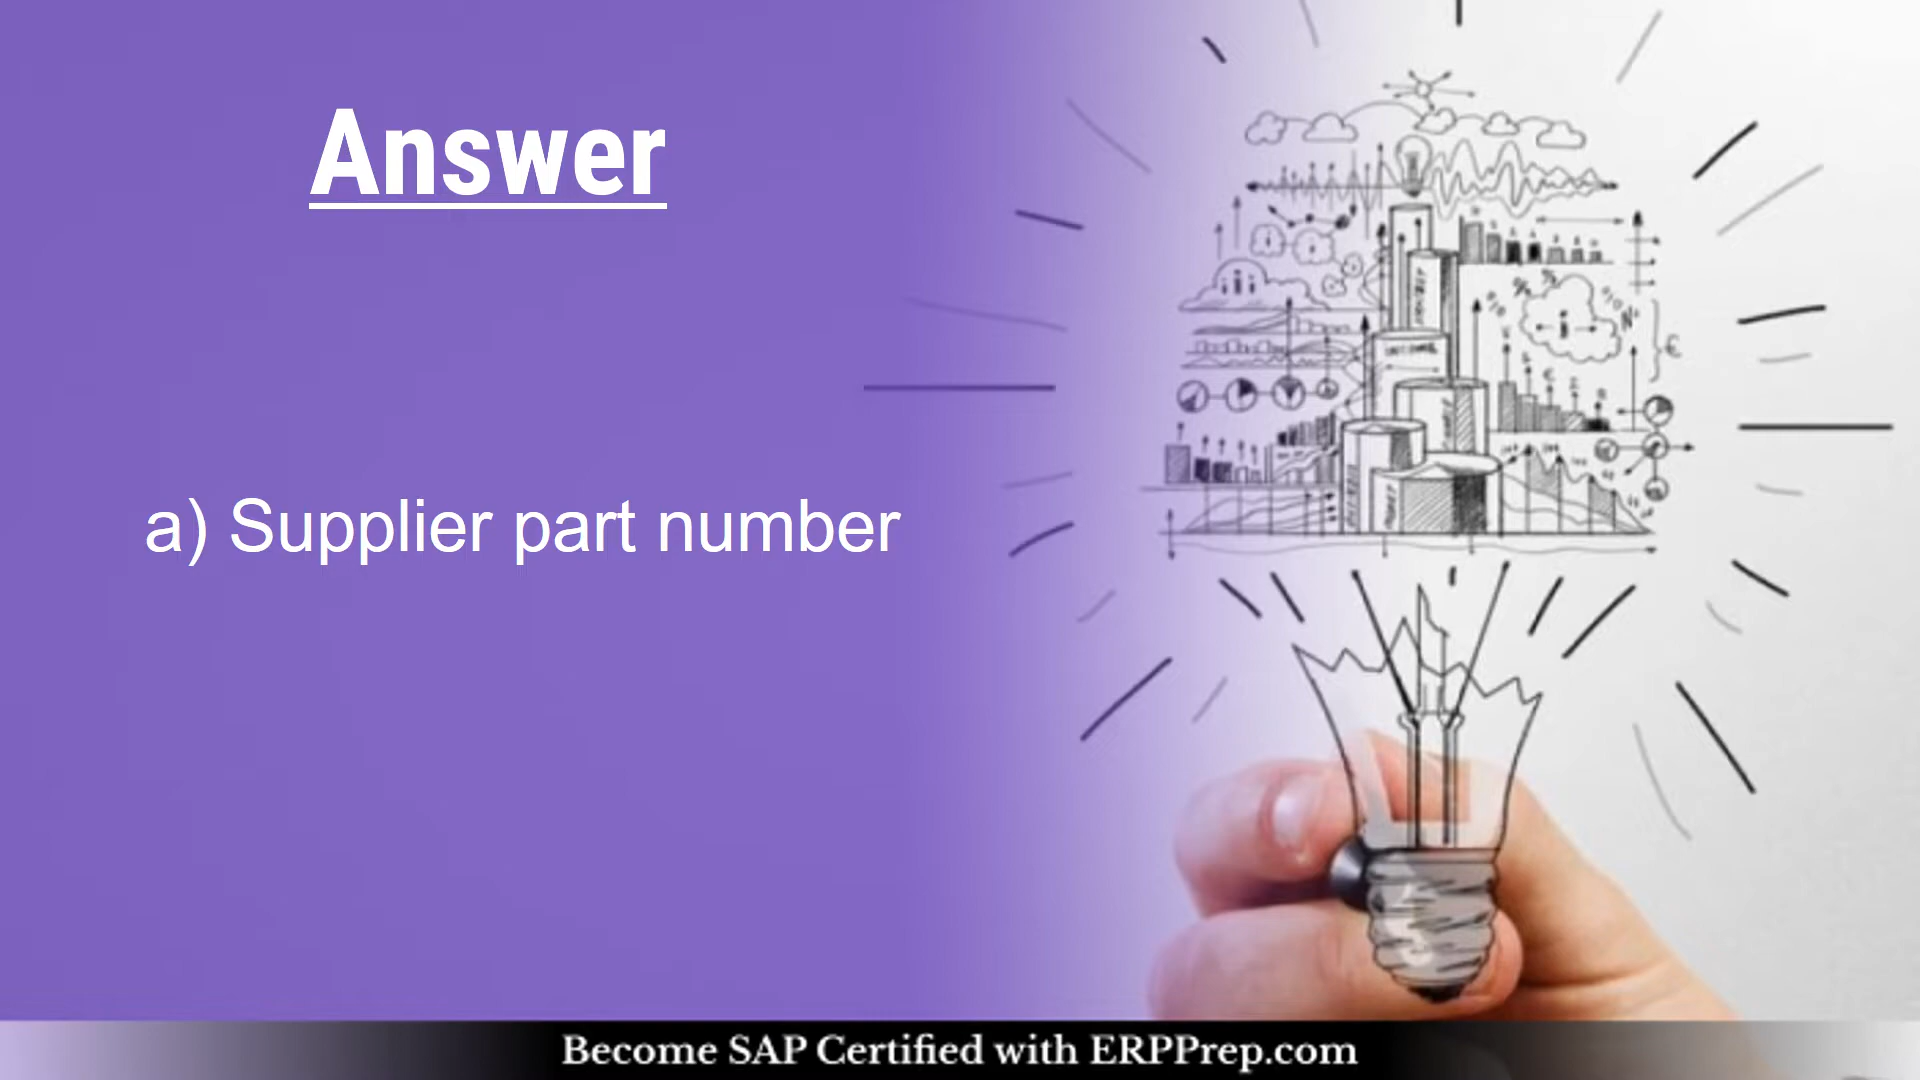 Answer
a) Supplier part number
Become SAP Certified with ERPPrep.com